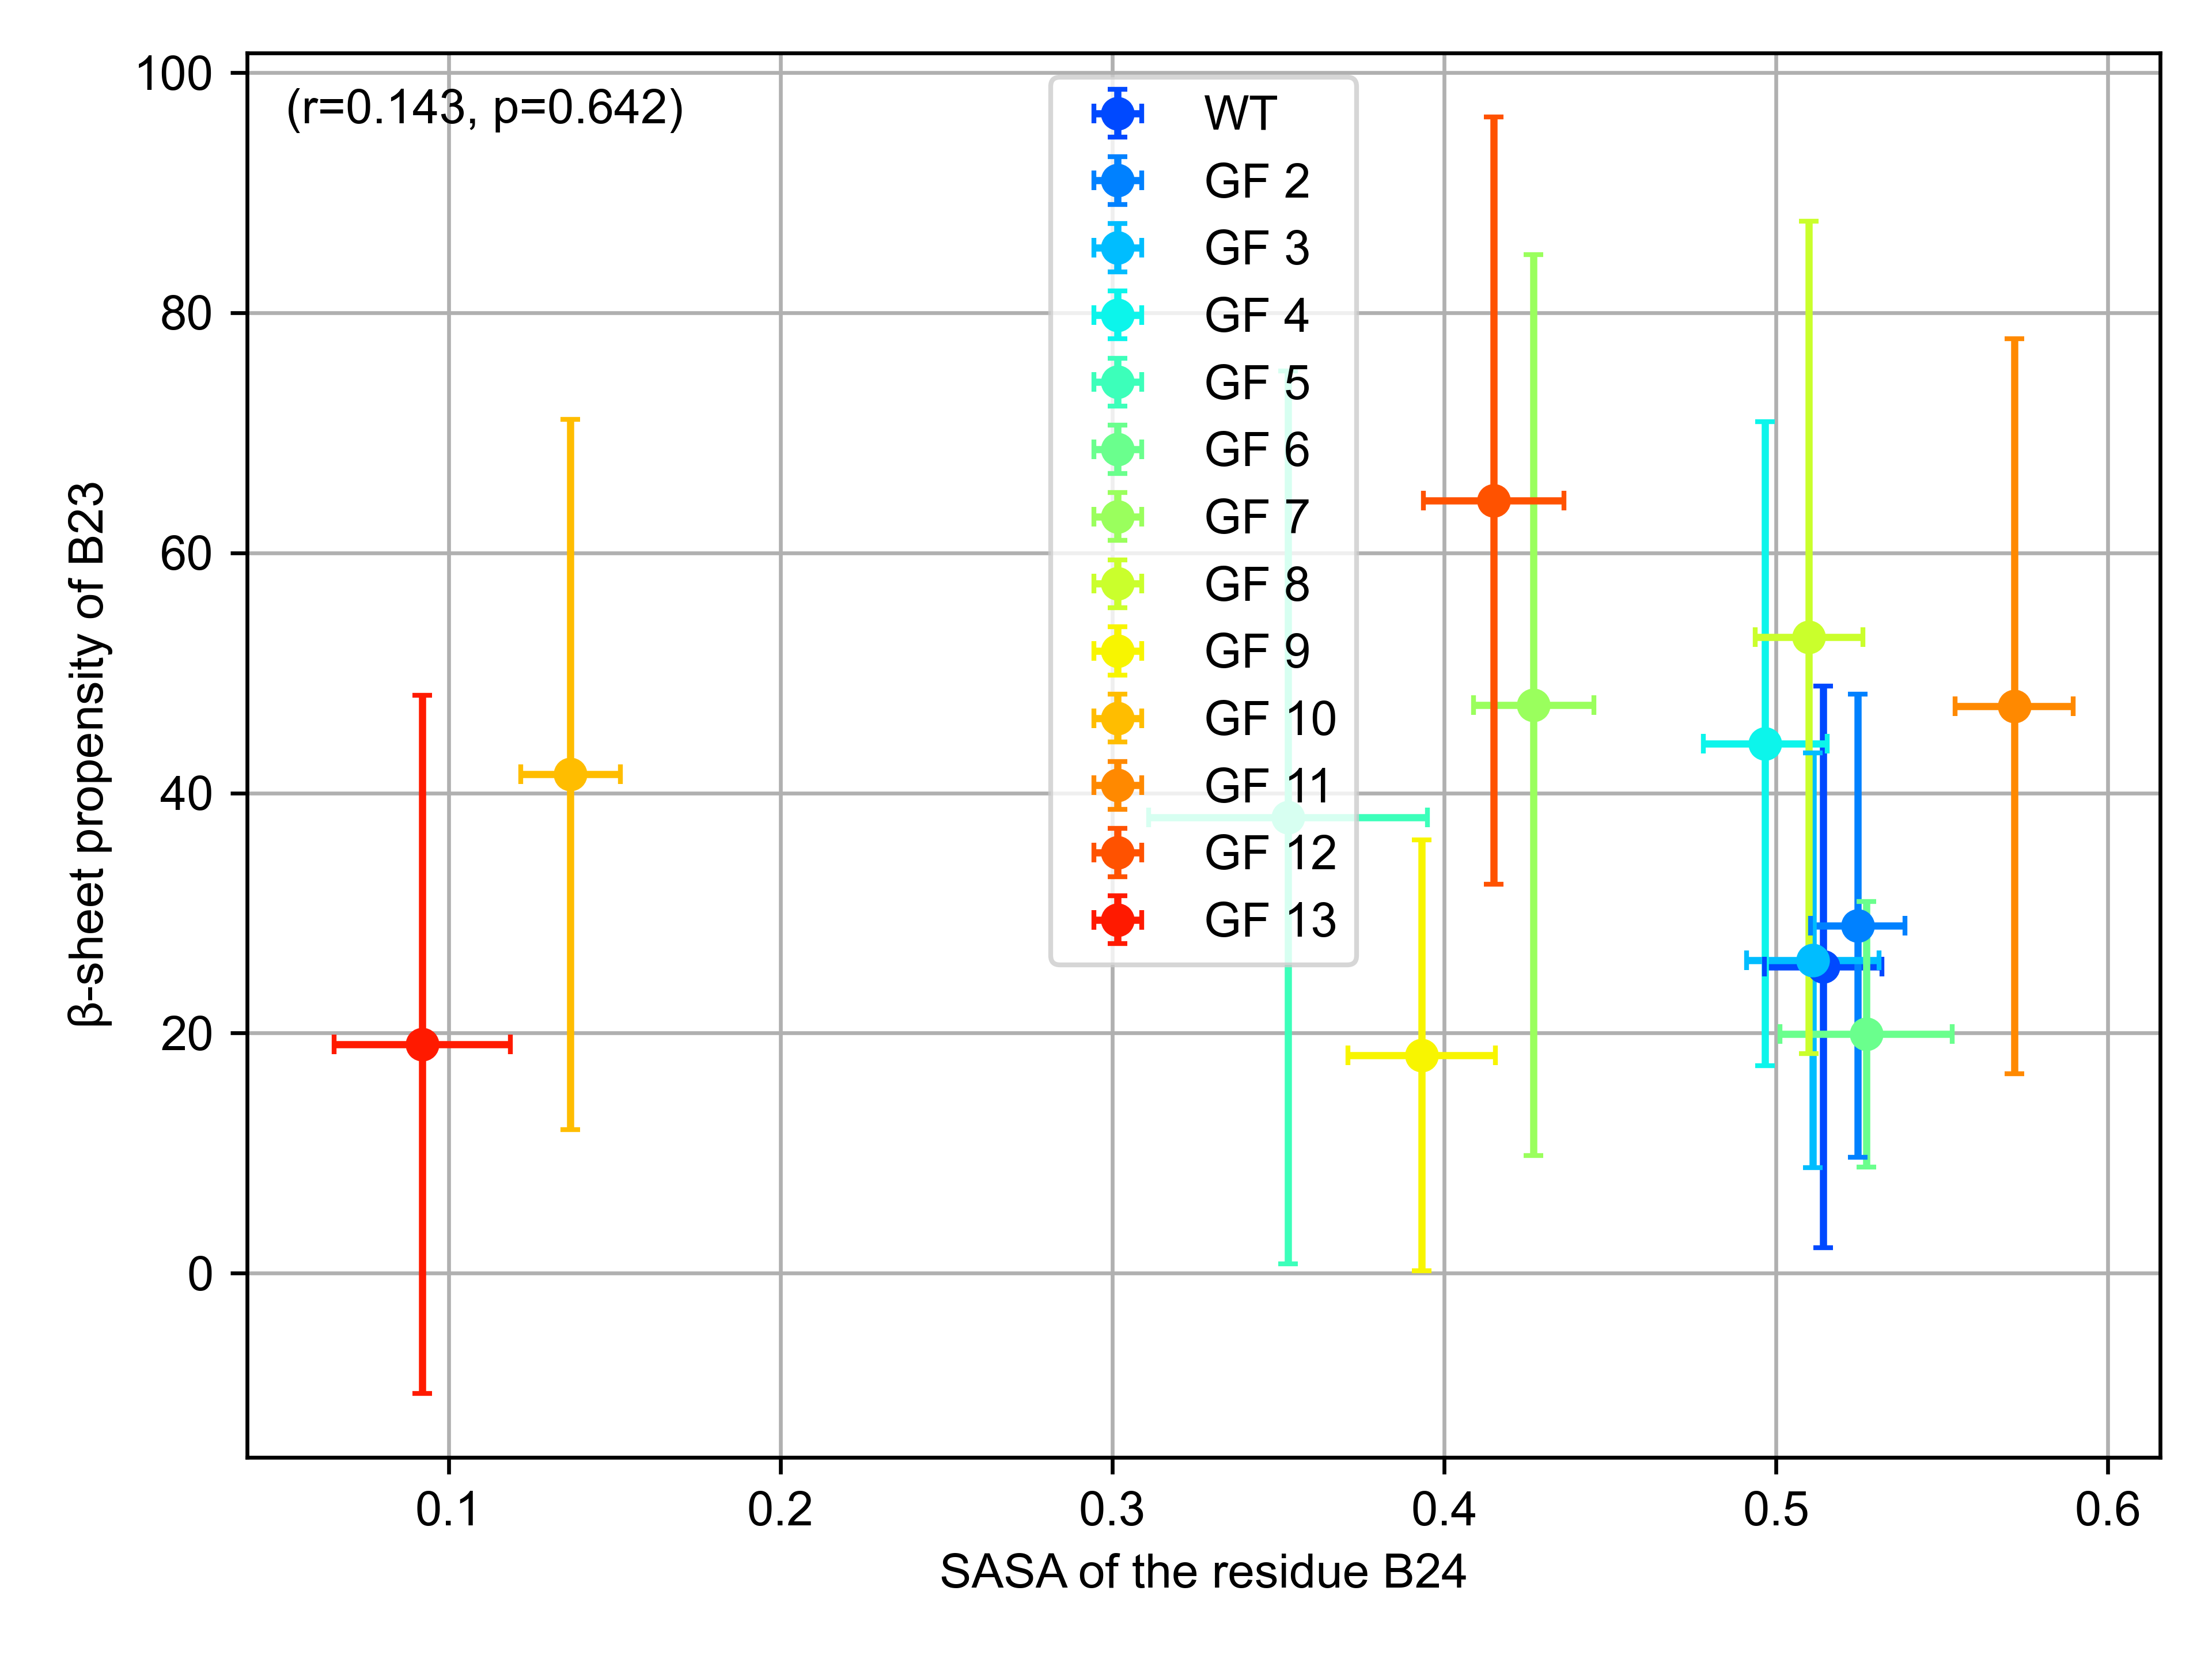 (r=0.143, p=0.642)
100
80
60
40
20
0
β-sheet propensity of B23
WT
GF 2
GF 3
GF 4
GF 5
GF 6
GF 7
GF 8
GF 9
GF 10
GF 11
GF 12
GF 13
0.1 0.2 0.3 0.4 0.5 0.6
SASA of the residue B24